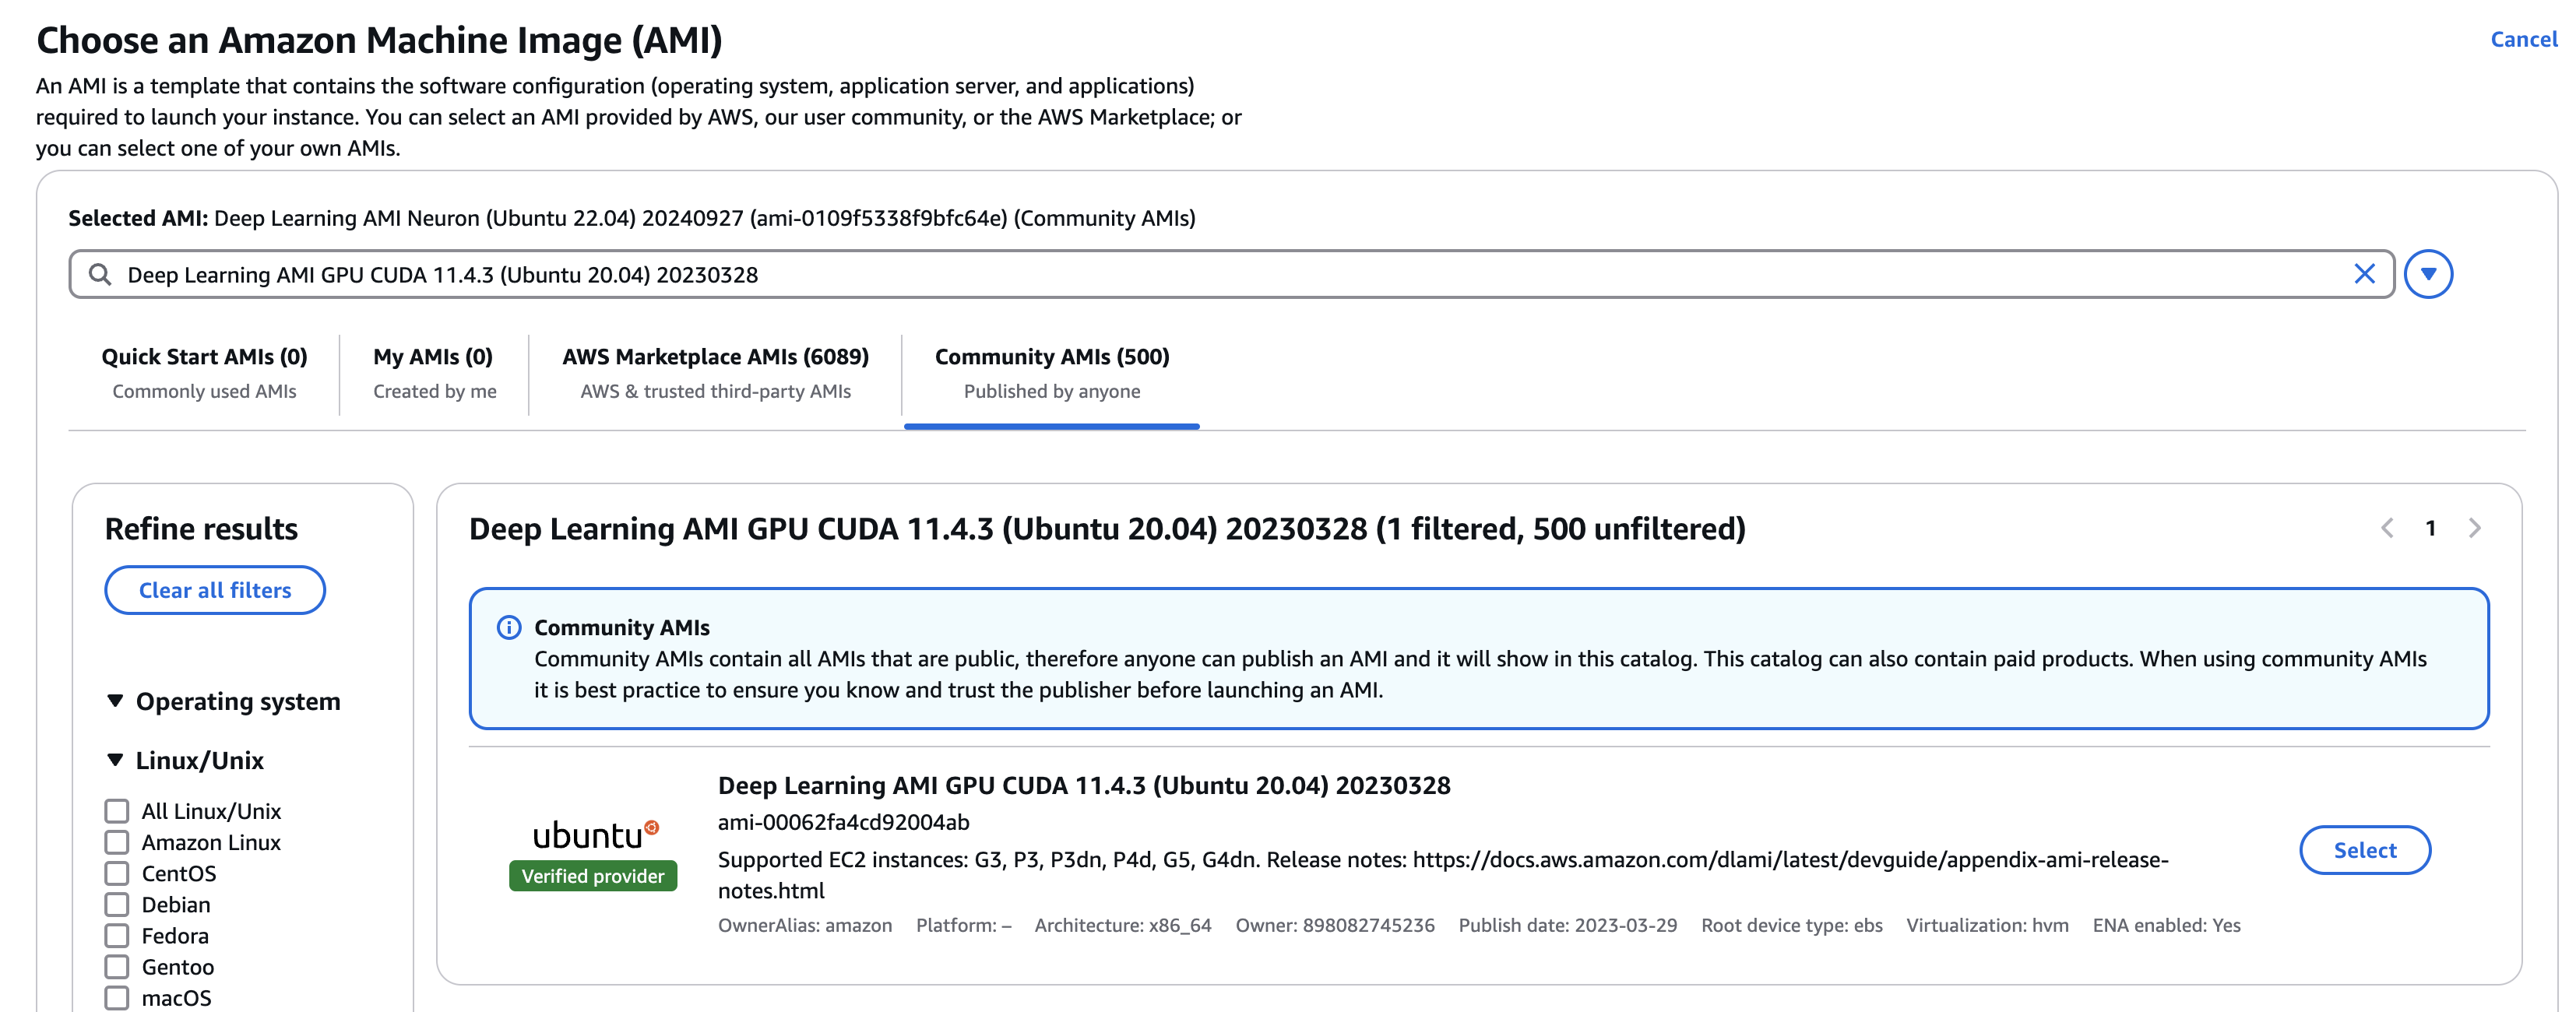 Choose an Amazon Machine Image (AMI)
Cancel
An AMI is a template that contains the software configuration (operating system, application server, and applications)
required to launch your instance. You can select an AMI provided by AWS, our user community, or the AWS Marketplace; or
you can select one of your own AMIs.
Selected AMI: Deep Learning AMI Neuron (Ubuntu 22.04) 20240927 (ami-0109f5338f9bfc64e) (Community AMIs)
Deep Learning AMI GPU CUDA 11.4.3 (Ubuntu 20.04) 20230328
Quick Start AMIs (0)
Commonly used AMIs
My AMIs (0)
Created by me
AWS Marketplace AMIs (6089)
AWS & trusted third-party AMIs
Community AMIs (500)
Published by anyone
Refine results
Clear all filters
Operating system
Linux/Unix
All Linux/Unix
Amazon Linux
CentOS
Debian
Fedora
Gentoo
macOS
Deep Learning AMI GPU CUDA 11.4.3 (Ubuntu 20.04) 20230328 (1 filtered, 500 unfiltered)
1
Community AMIs
Community AMIs contain all AMIs that are public, therefore anyone can publish an AMI and it will show in this catalog. This catalog can also contain paid products. When using community AMIs
it is best practice to ensure you know and trust the publisher before launching an AMI.
ubuntu
Verified provider
Deep Learning AMI GPU CUDA 11.4.3 (Ubuntu 20.04) 20230328
ami-00062fa4cd92004ab
Supported EC2 instances: G3, P3, P3dn, P4d, G5, G4dn. Release notes: https://docs.aws.amazon.com/dlami/latest/devguide/appendix-ami-release-
notes.html
OwnerAlias: amazon Platform: – Architecture: x86_64 Owner: 898082745236 Publish date: 2023-03-29 Root device type: ebs Virtualization: hvm ENA enabled: Yes
Select